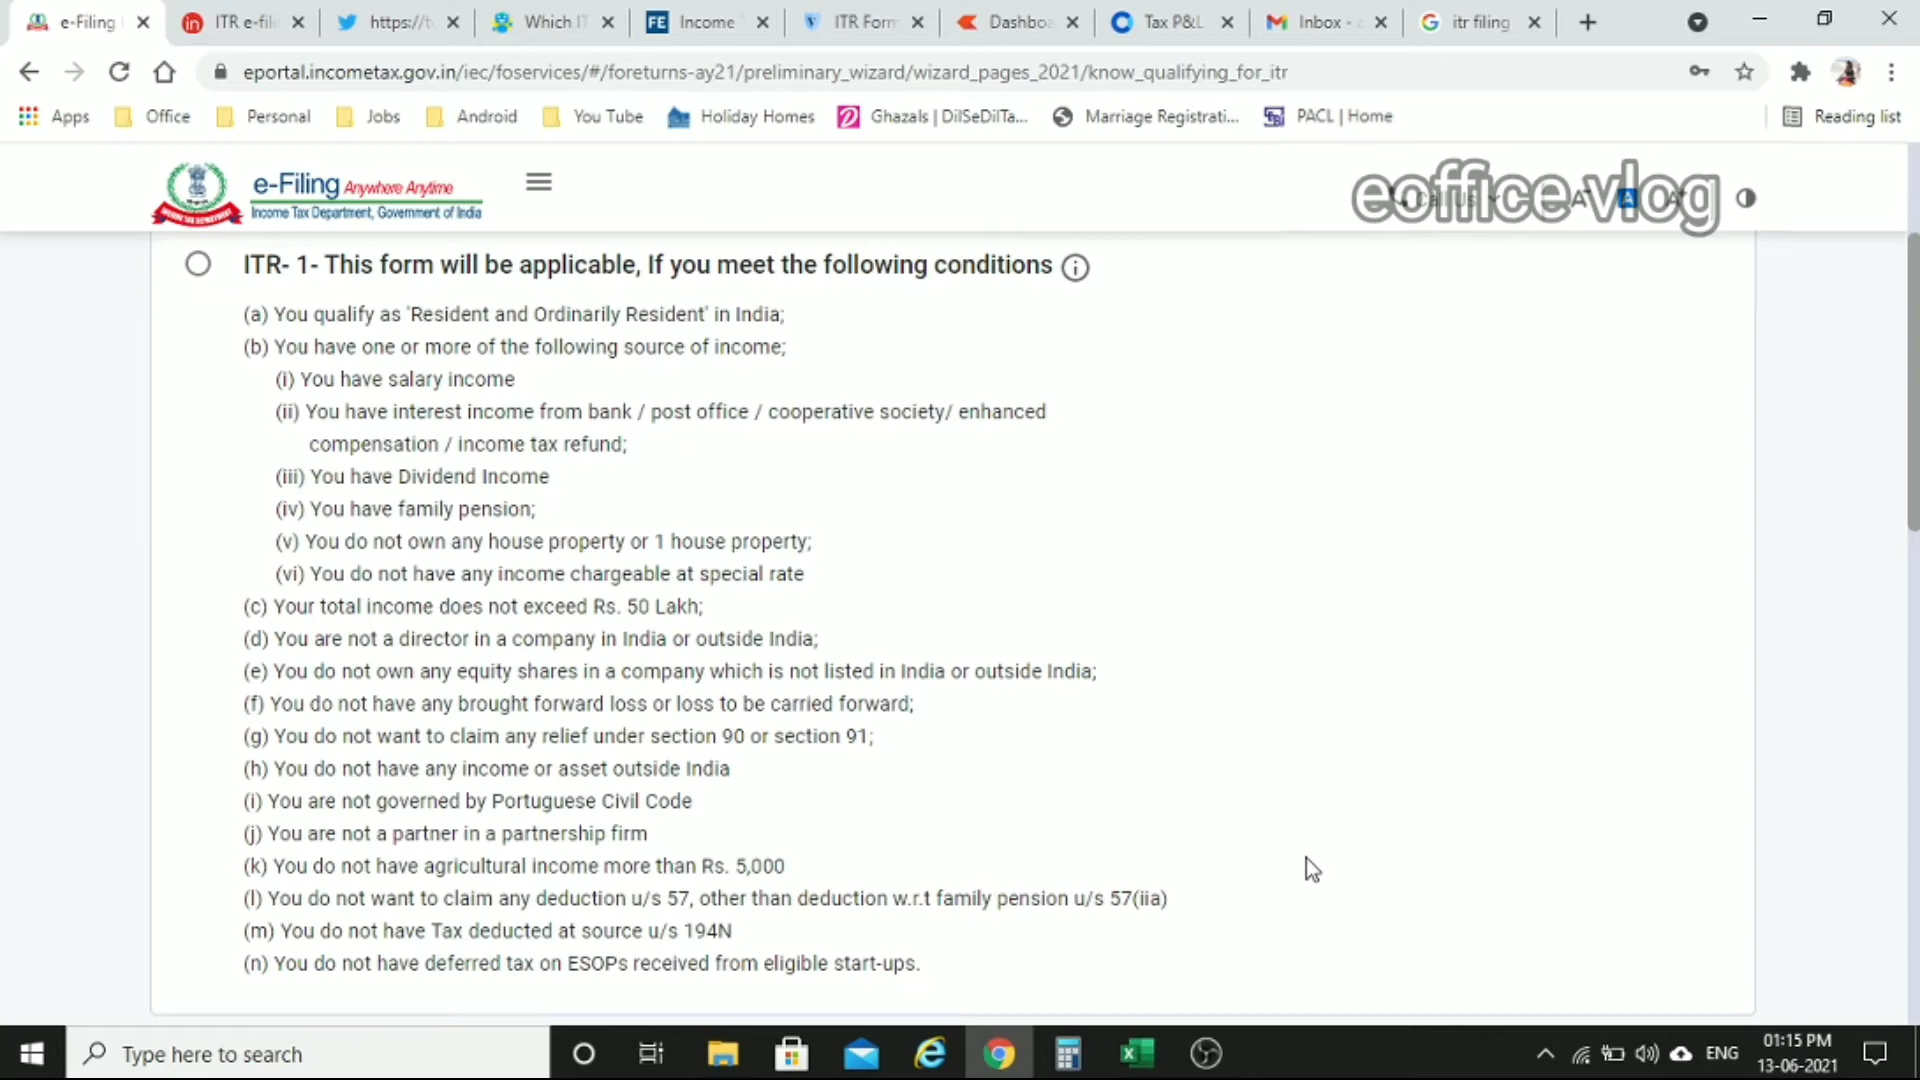 e-Filing
ITR e-fili
https://t
Which IT
FE
Income
ITR Form
Dashboa
Tax P&L
Inbox -
itr filing
eportal.incometax.gov.in/iec/foservices/#/foreturns-ay21/preliminary_wizard/wizard_pages_2021/know_qualifying_for_itr
Apps
Office
Personal
Jobs
Android
You Tube
Holiday Homes
Ghazals | DilSeDilTa...
Marriage Registrati...
PACL | Home
Reading list
e-Filing Anywhere Anytime
Income Tax Department, Government of India
eoffice vlog
Call Us
A
ITR- 1- This form will be applicable, If you meet the following conditions
(a) You qualify as 'Resident and Ordinarily Resident' in India;
(b) You have one or more of the following source of income;
(i) You have salary income
(ii) You have interest income from bank / post office / cooperative society/ enhanced
compensation / income tax refund;
(iii) You have Dividend Income
(iv) You have family pension;
(v) You do not own any house property or 1 house property;
(vi) You do not have any income chargeable at special rate
(c) Your total income does not exceed Rs. 50 Lakh;
(d) You are not a director in a company in India or outside India;
(e) You do not own any equity shares in a company which is not listed in India or outside India;
(f) You do not have any brought forward loss or loss to be carried forward;
(g) You do not want to claim any relief under section 90 or section 91;
(h) You do not have any income or asset outside India
(i) You are not governed by Portuguese Civil Code
(j) You are not a partner in a partnership firm
(k) You do not have agricultural income more than Rs. 5,000
(l) You do not want to claim any deduction u/s 57, other than deduction w.r.t family pension u/s 57(iia)
(m) You do not have Tax deducted at source u/s 194N
(n) You do not have deferred tax on ESOPs received from eligible start-ups.
Type here to search
ENG
01:15 PM
13-06-2021